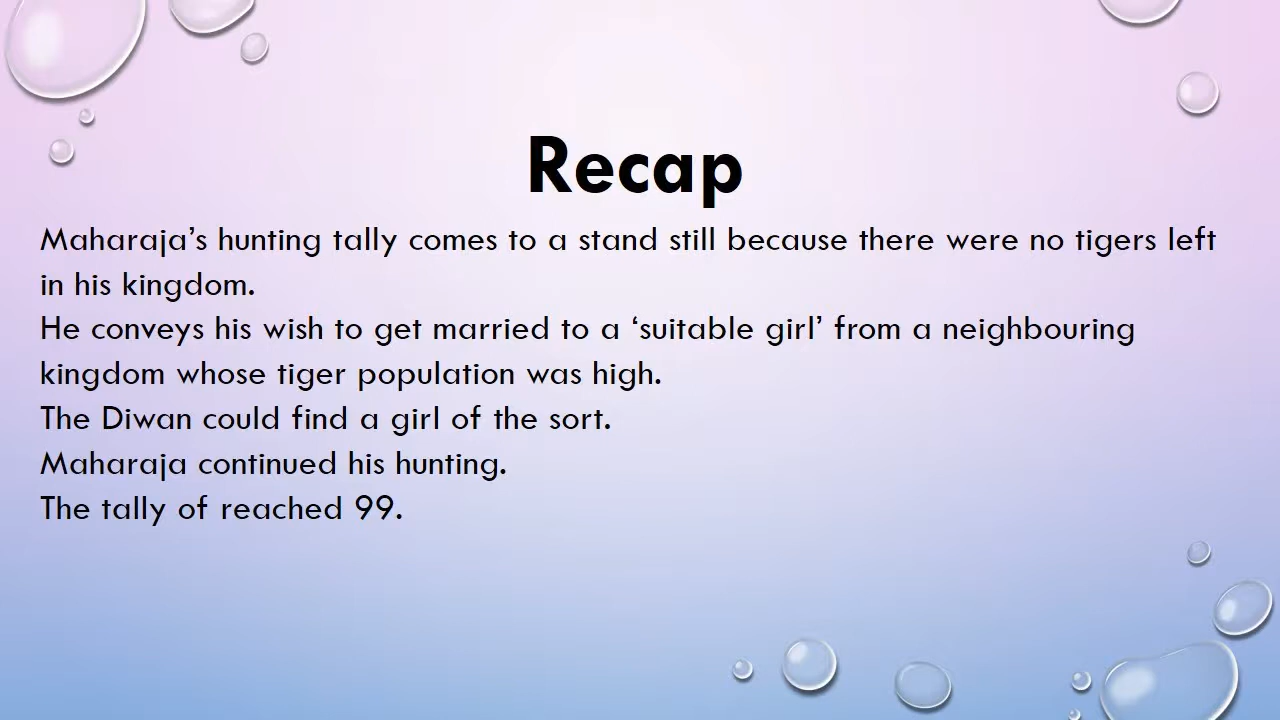 Recap
Maharaja’s hunting tally comes to a stand still because there were no tigers left
in his kingdom.
He conveys his wish to get married to a ‘suitable girl’ from a neighbouring
kingdom whose tiger population was high.
The Diwan could find a girl of the sort.
Maharaja continued his hunting.
The tally of reached 99.